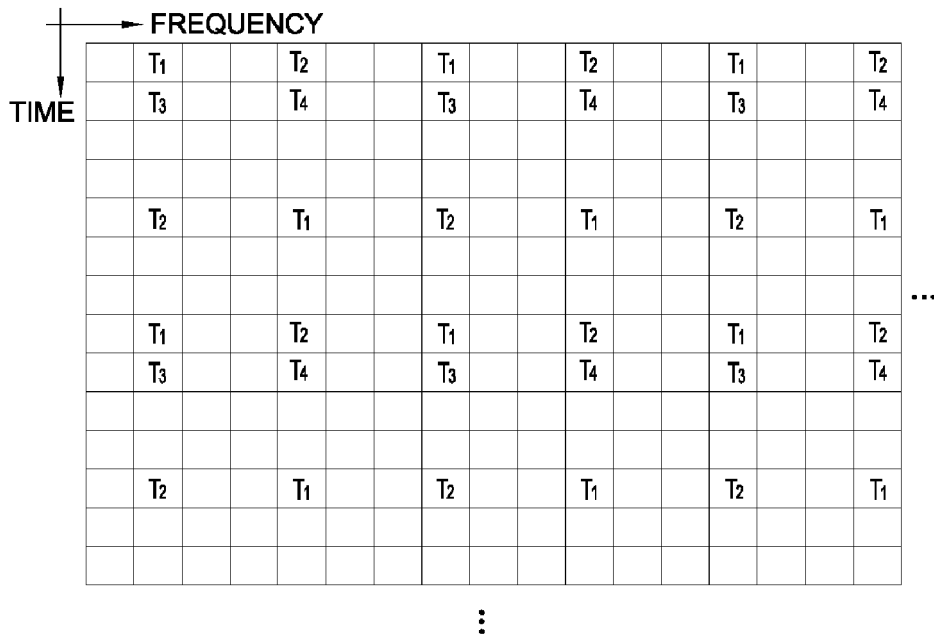 FREQUENCY
T1 T2 T1 T2 T1 T2
TIME T3 T4 T3 T4 T3 T4
T2 T1 T2 T1 T2 T1
...
T1 T2 T1 T2 T1 T2
T3 T4 T3 T4 T3 T4
T2 T1 T2 T1 T2 T1
...